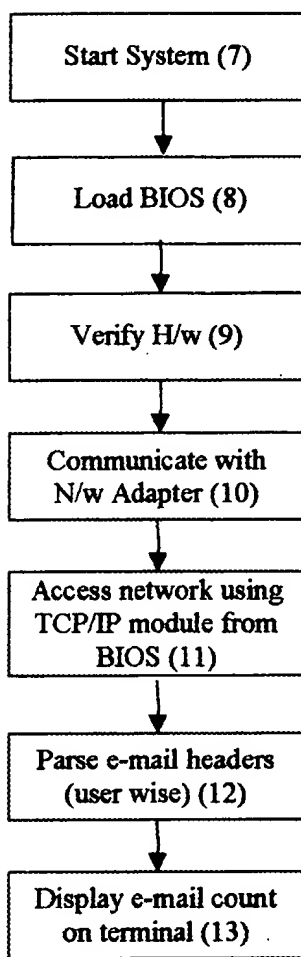 Start System (7)
Load BIOS (8)
Verify H/w (9)
Communicate with
N/w Adapter (10)
Access network using
TCP/IP module from
BIOS (11)
Parse e-mail headers
(user wise) (12)
Display e-mail count
on terminal (13)